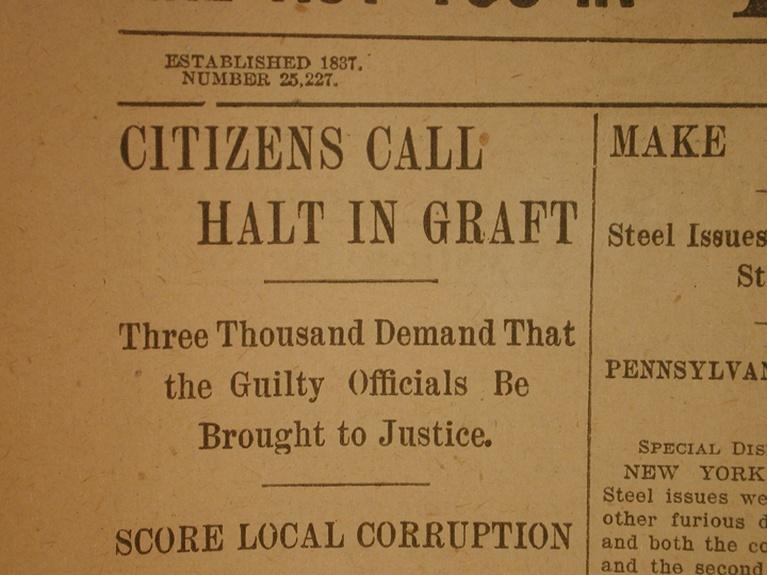 ESTABLISHED 1837.
NUMBER 25,227.
CITIZENS CALL
HALT IN GRAFT
Three Thousand Demand That
the Guilty Officials Be
Brought to Justice.
SCORE LOCAL CORRUPTION
MAKE
Steel Issues
St
PENNSYLVAN
SPECIAL DIS
NEW YORK
Steel issues we
other furious d
and both the co
and the second